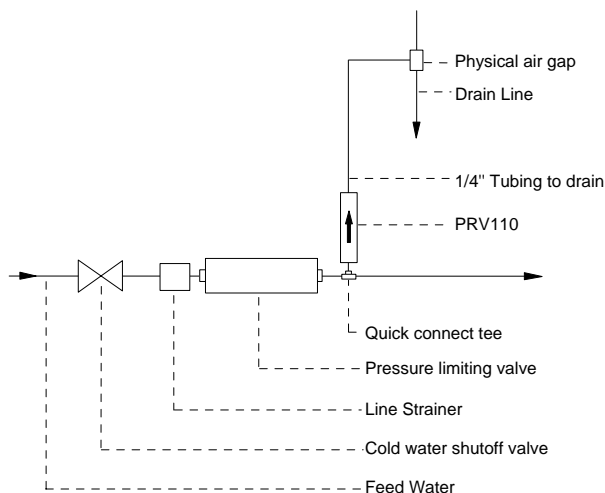 Physical air gap
Drain Line
1/4" Tubing to drain
PRV110
Quick connect tee
Pressure limiting valve
Line Strainer
Cold water shutoff valve
Feed Water